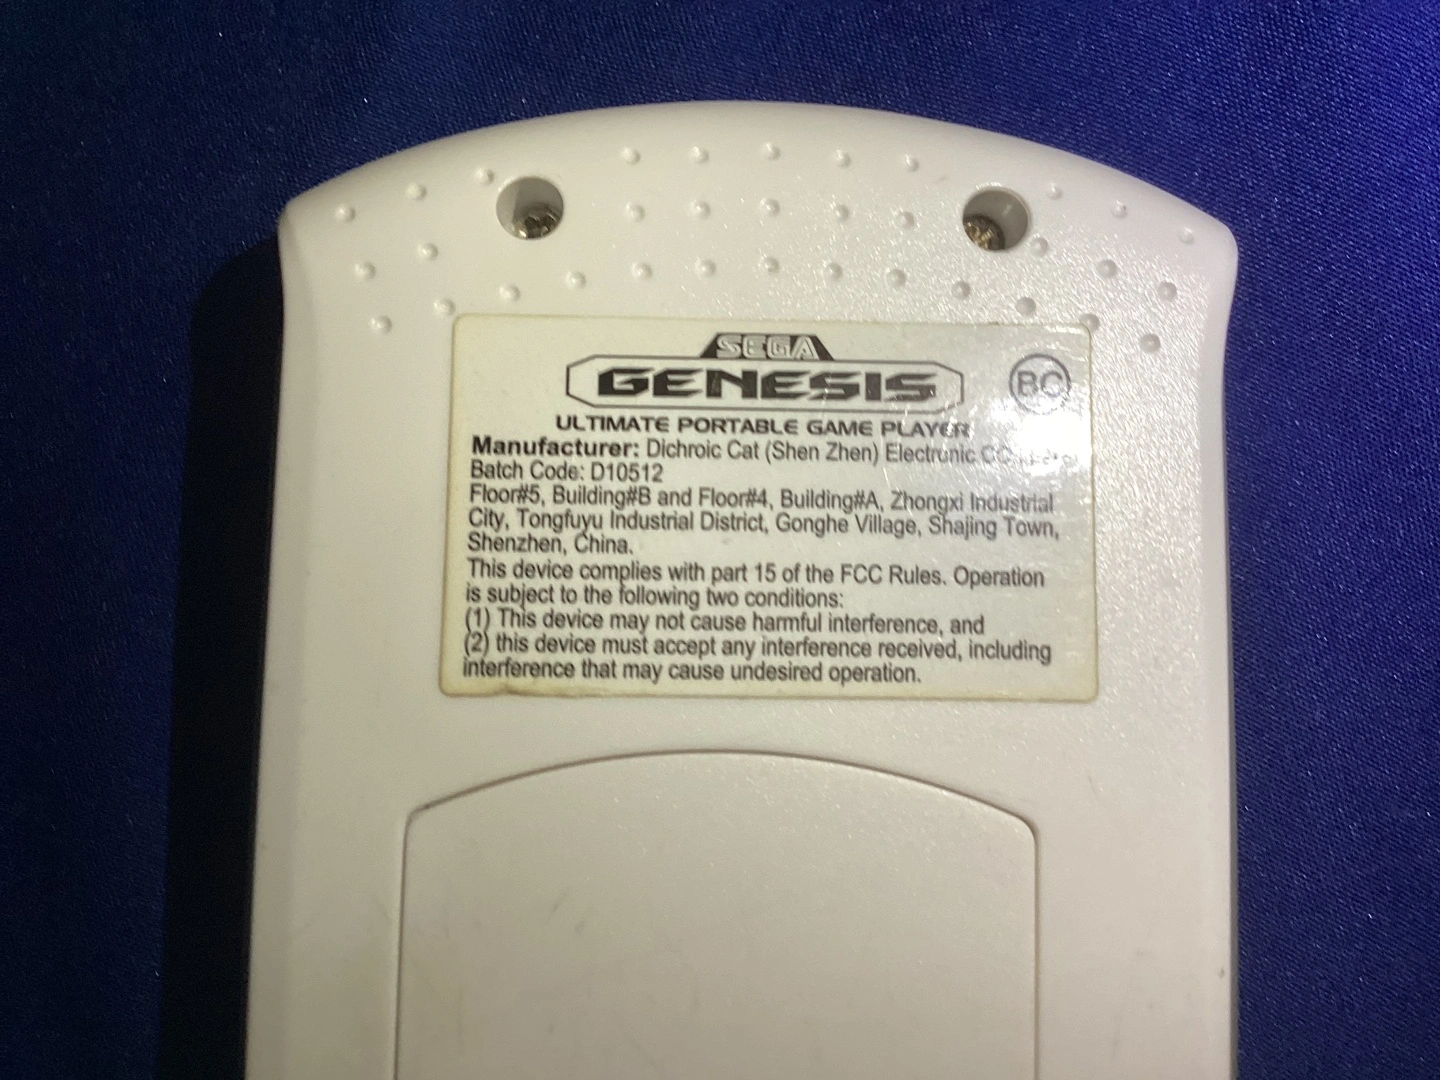 SEGA
GENESIS
BC
ULTIMATE PORTABLE GAME PLAYER
Manufacturer: Dichroic Cat (Shen Zhen) Electronic
Batch Code: D10512
Floor#5, Building#B and Floor#4, Building#A, Zhongxi Industrial
City, Tongfuyu Industrial District, Gonghe Village, Shajing Town,
Shenzhen, China.
This device complies with part 15 of the FCC Rules. Operation
is subject to the following two conditions:
(1) This device may not cause harmful interference, and
(2) this device must accept any interference received, including
interference that may cause undesired operation.